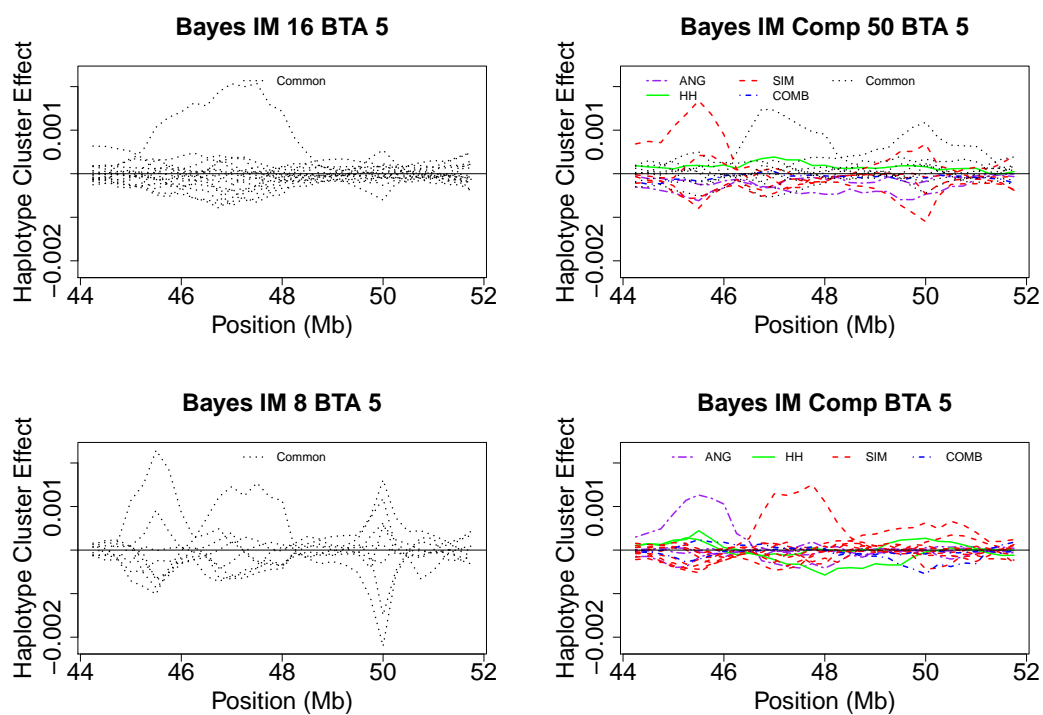 Bayes IM 16 BTA 5
Common
Haplotype Cluster Effect
0.001
−0.002
44 46 48 50 52
Position (Mb)
Bayes IM Comp 50 BTA 5
ANG SIM Common
HH COMB
Haplotype Cluster Effect
0.001
−0.002
44 46 48 50 52
Position (Mb)
Bayes IM 8 BTA 5
Common
Haplotype Cluster Effect
0.001
−0.002
44 46 48 50 52
Position (Mb)
Bayes IM Comp BTA 5
ANG HH SIM COMB
Haplotype Cluster Effect
0.001
−0.002
44 46 48 50 52
Position (Mb)